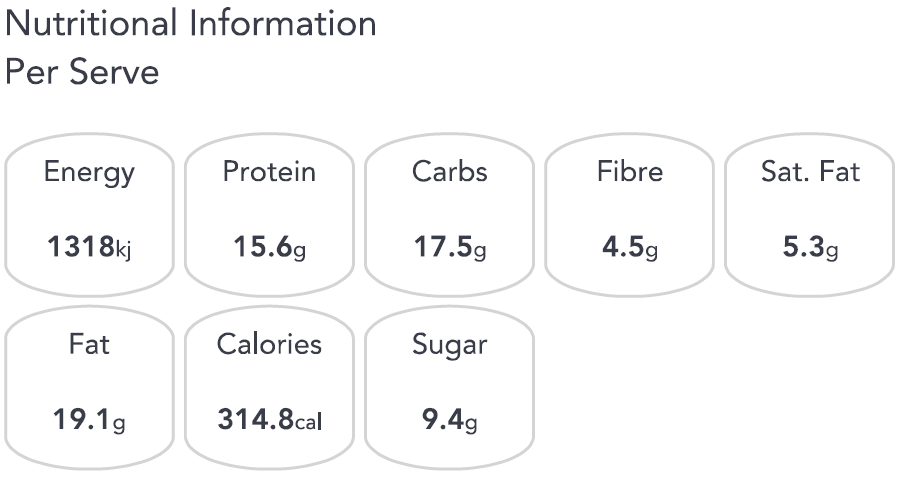 Nutritional Information
Per Serve
Energy Protein Carbs Fibre Sat. Fat
1318kj 15.6g 17.5g 4.5g 5.3g
Fat Calories Sugar
19.1g 314.8cal 9.4g